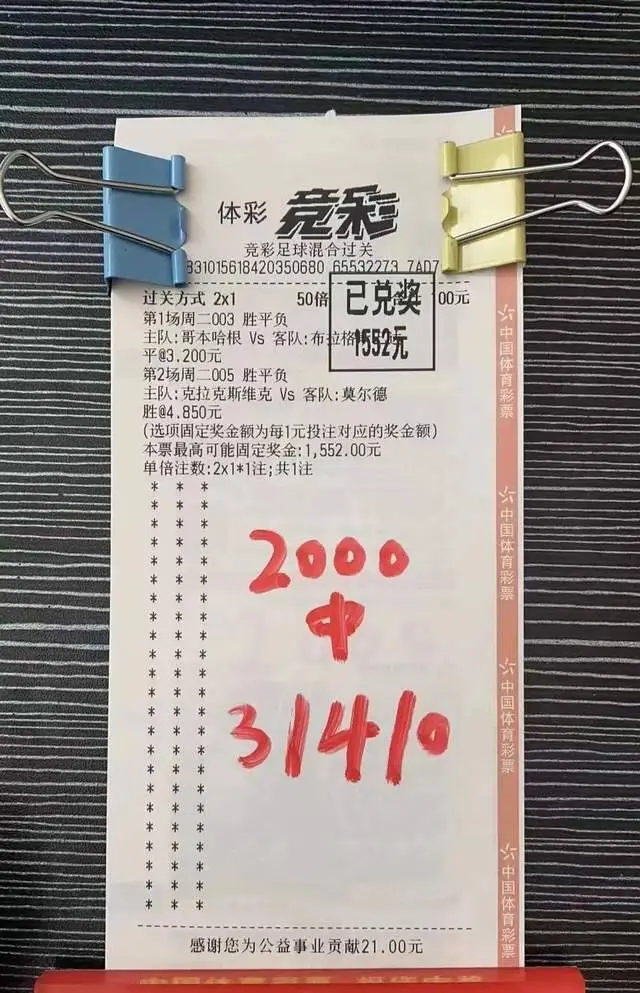 体彩 竞彩
竞彩足球混合过关
83101561842035068​0 65532273 7AD7
过关方式 2x1 50倍 100元
已兑奖
1552元
第1场周二003 胜平负
主队:哥本哈根 Vs 客队:布拉格
平@3.200元
第2场周二005 胜平负
主队:克拉克斯维克 Vs 客队:莫尔德
胜@4.850元
(选项固定奖金额为每1元投注对应的奖金额)
本票最高可能固定奖金:1,552.00元
单倍注数:2x1*1注;共1注
2000
中
31410
感谢您为公益事业贡献21.00元
中国体育彩票
中国体育彩票
中国体育彩票
中国体育彩票